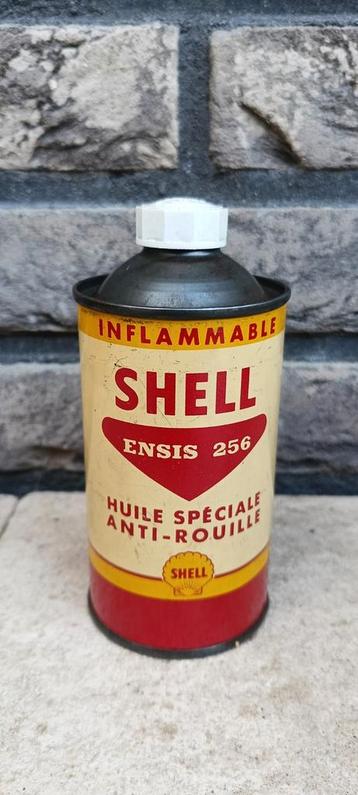 INFLAMMABLE
SHELL
ENSIS 256
HUILE SPÉCIALE
ANTI-ROUILLE
SHELL